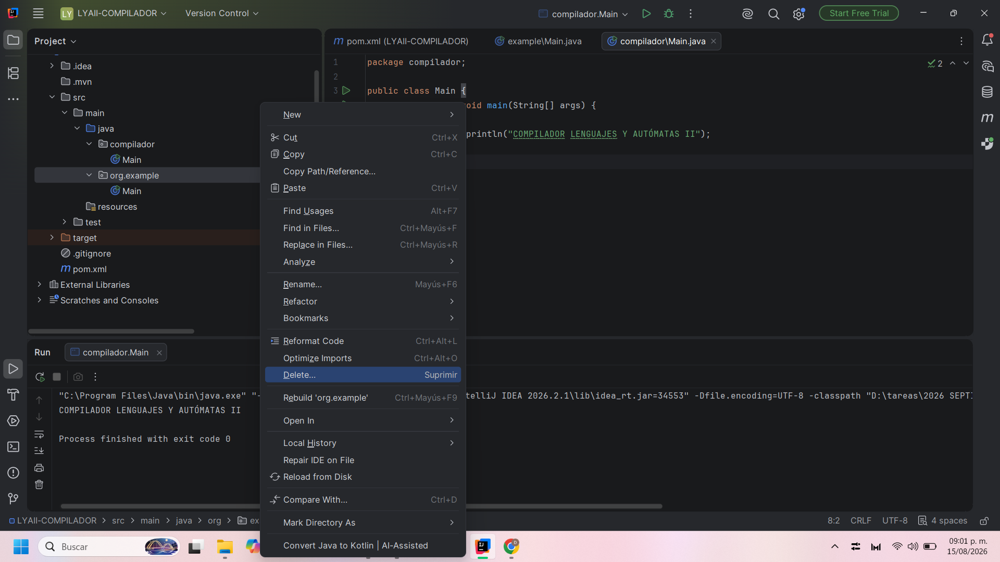 LY LYAII-COMPILADOR
Version Control
compilador.Main
Start Free Trial
Project
.idea
.mvn
src
main
java
compilador
Main
org.example
Main
resources
test
target
.gitignore
pom.xml
External Libraries
Scratches and Consoles
pom.xml (LYAII-COMPILADOR)
example\Main.java
compilador\Main.java
1 package compilador;
2
3 public class Main {
oid main(String[] args) {
println("COMPILADOR LENGUAJES Y AUTÓMATAS II");
2
New
Cut Ctrl+X
Copy Ctrl+C
Copy Path/Reference...
Paste Ctrl+V
Find Usages Alt+F7
Find in Files... Ctrl+Mayús+F
Replace in Files... Ctrl+Mayús+R
Analyze
Rename... Mayús+F6
Refactor
Bookmarks
Reformat Code Ctrl+Alt+L
Optimize Imports Ctrl+Alt+O
Delete... Suprimir
Rebuild 'org.example' Ctrl+Mayús+F9
Open In
Local History
Repair IDE on File
Reload from Disk
Compare With... Ctrl+D
Mark Directory As
Convert Java to Kotlin | AI-Assisted
Run
compilador.Main
"C:\Program Files\Java\bin\java.exe" "- telliJ IDEA 2026.2.1\lib\idea_rt.jar=34553" -Dfile.encoding=UTF-8 -classpath "D:\tareas\2026 SEPTI
COMPILADOR LENGUAJES Y AUTÓMATAS II
Process finished with exit code 0
LYAII-COMPILADOR > src > main > java > org > ex
8:2 CRLF UTF-8 4 spaces
Buscar
09:01 p. m.
15/08/2026